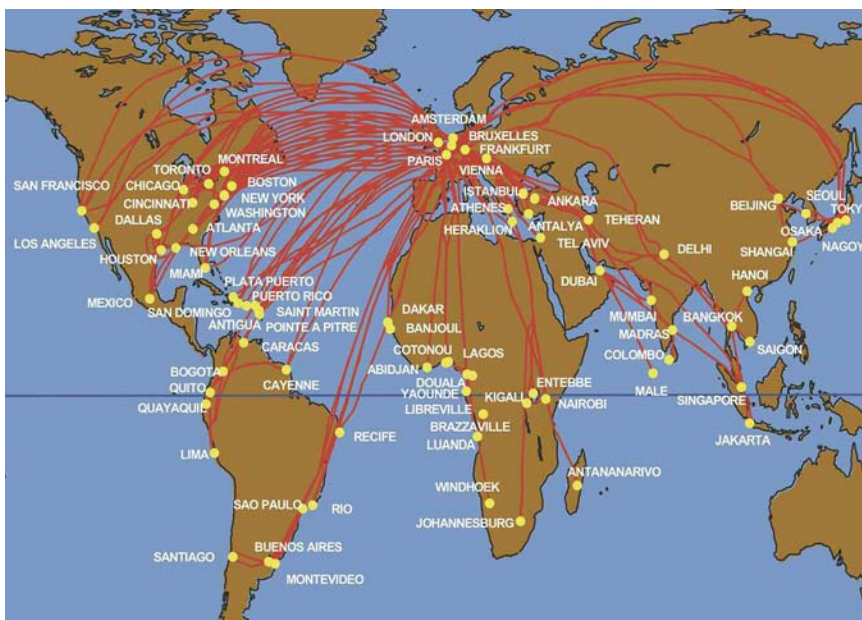 AMSTERDAM
LONDON
BRUXELLES
PARIS
FRANKFURT
VIENNA
MONTREAL
TORONTO
SAN FRANCISCO
CHICAGO
BOSTON
CINCINNATI
NEW YORK
WASHINGTON
DALLAS
ATLANTA
LOS ANGELES
NEW ORLEANS
HOUSTON
MIAMI
MEXICO
PLATA PUERTO
PUERTO RICO
SAN DOMINGO
SAINT MARTIN
ANTIGUA
POINTE A PITRE
CARACAS
BOGOTA
CAYENNE
QUITO
QUAYAQUIL
LIMA
RECIFE
SAO PAULO
RIO
SANTIAGO
BUENOS AIRES
MONTEVIDEO
ISTANBUL
ANKARA
ATHENES
ANTALYA
HERAKLION
TEL AVIV
TEHERAN
DUBAI
DELHI
BEIJING
SEOUL
TOKY
OSAKA
NAGOY
SHANGAI
HANOI
MUMBAI
BANGKOK
MADRAS
COLOMBO
SAIGON
MALE
SINGAPORE
JAKARTA
DAKAR
BANJOUL
COTONOU
LAGOS
ABIDJAN
DOUALA
ENTEBBE
YAOUNDE
KIGALI
NAIROBI
LIBREVILLE
BRAZZAVILLE
LUANDA
ANTANANARIVO
WINDHOEK
JOHANNESBURG